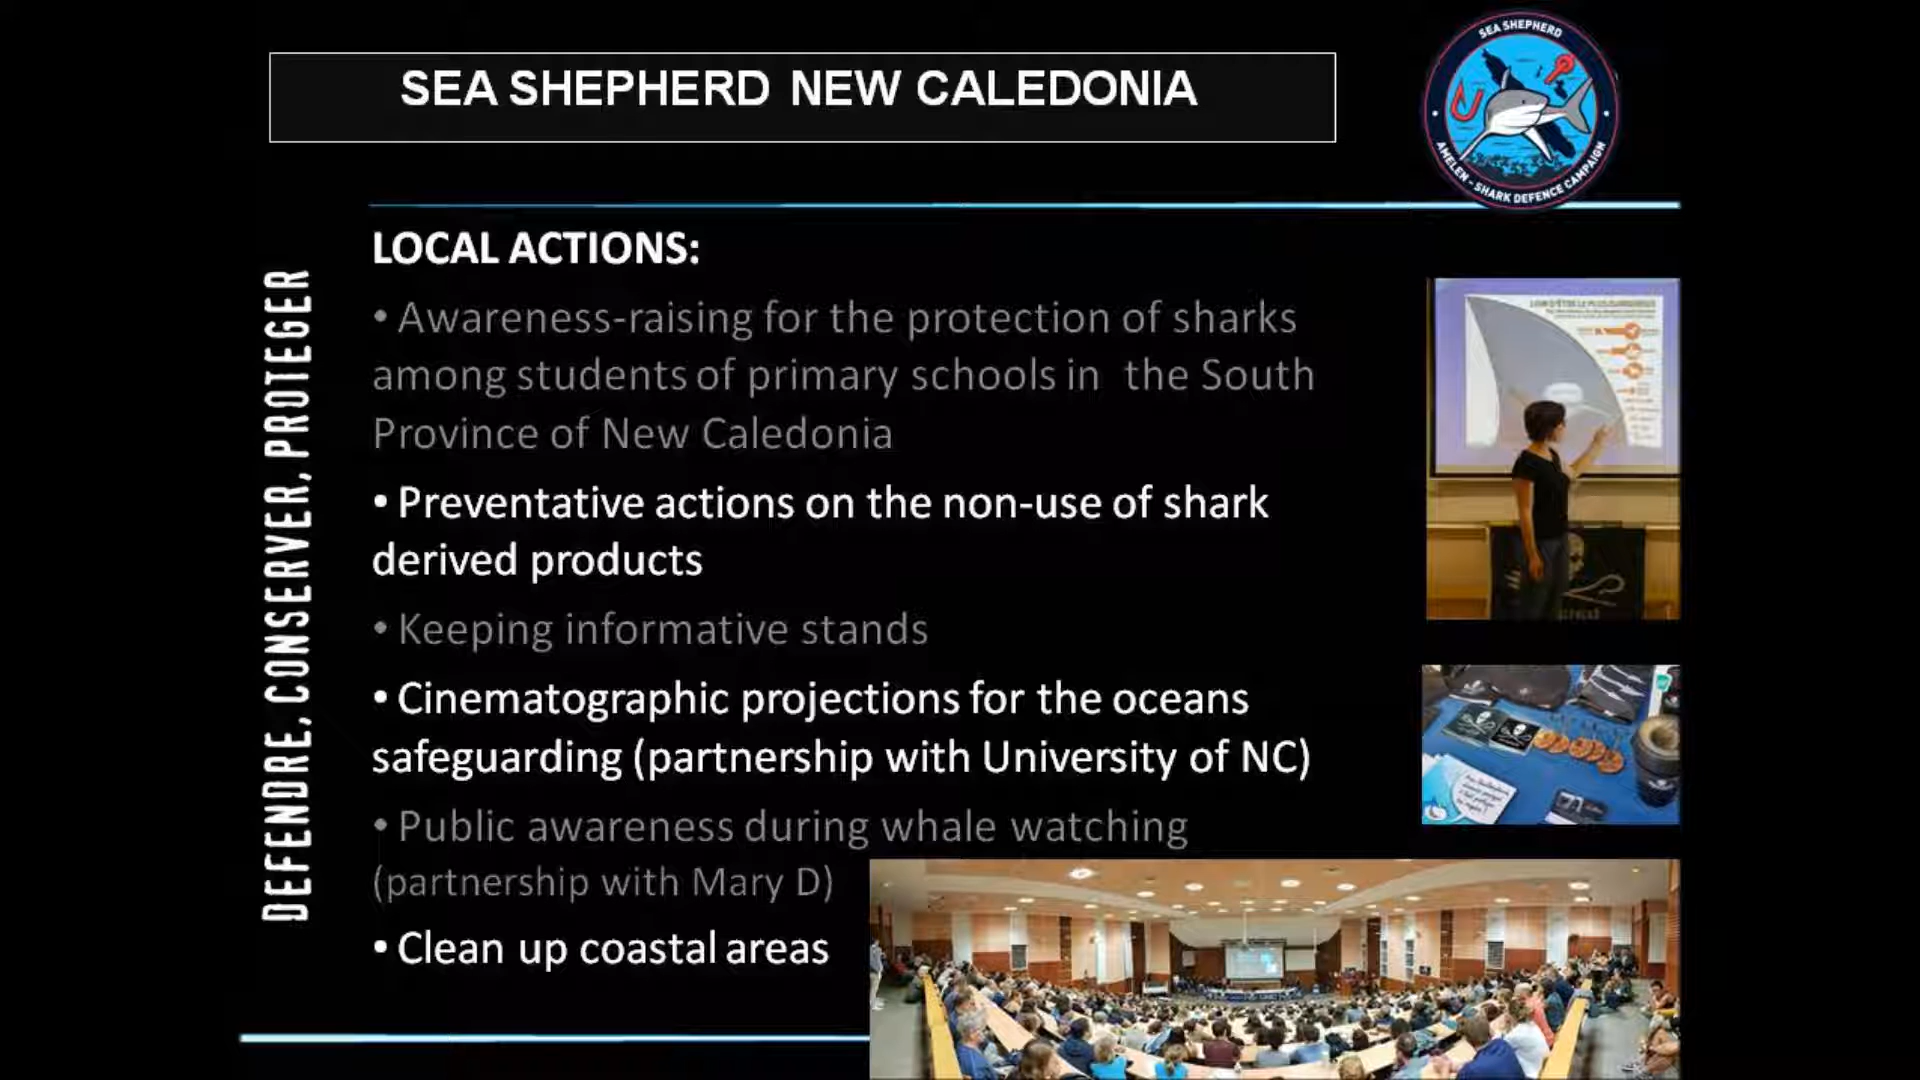 SEA SHEPHERD NEW CALEDONIA
SEA SHEPHERD
AMELEN - SHARK DEFENCE CAMPAIGN
DEFENDRE, CONSERVER, PROTEGER
LOCAL ACTIONS:
• Awareness-raising for the protection of sharks
among students of primary schools in the South
Province of New Caledonia
• Preventative actions on the non-use of shark
derived products
• Keeping informative stands
• Cinematographic projections for the oceans
safeguarding (partnership with University of NC)
• Public awareness during whale watching
(partnership with Mary D)
• Clean up coastal areas